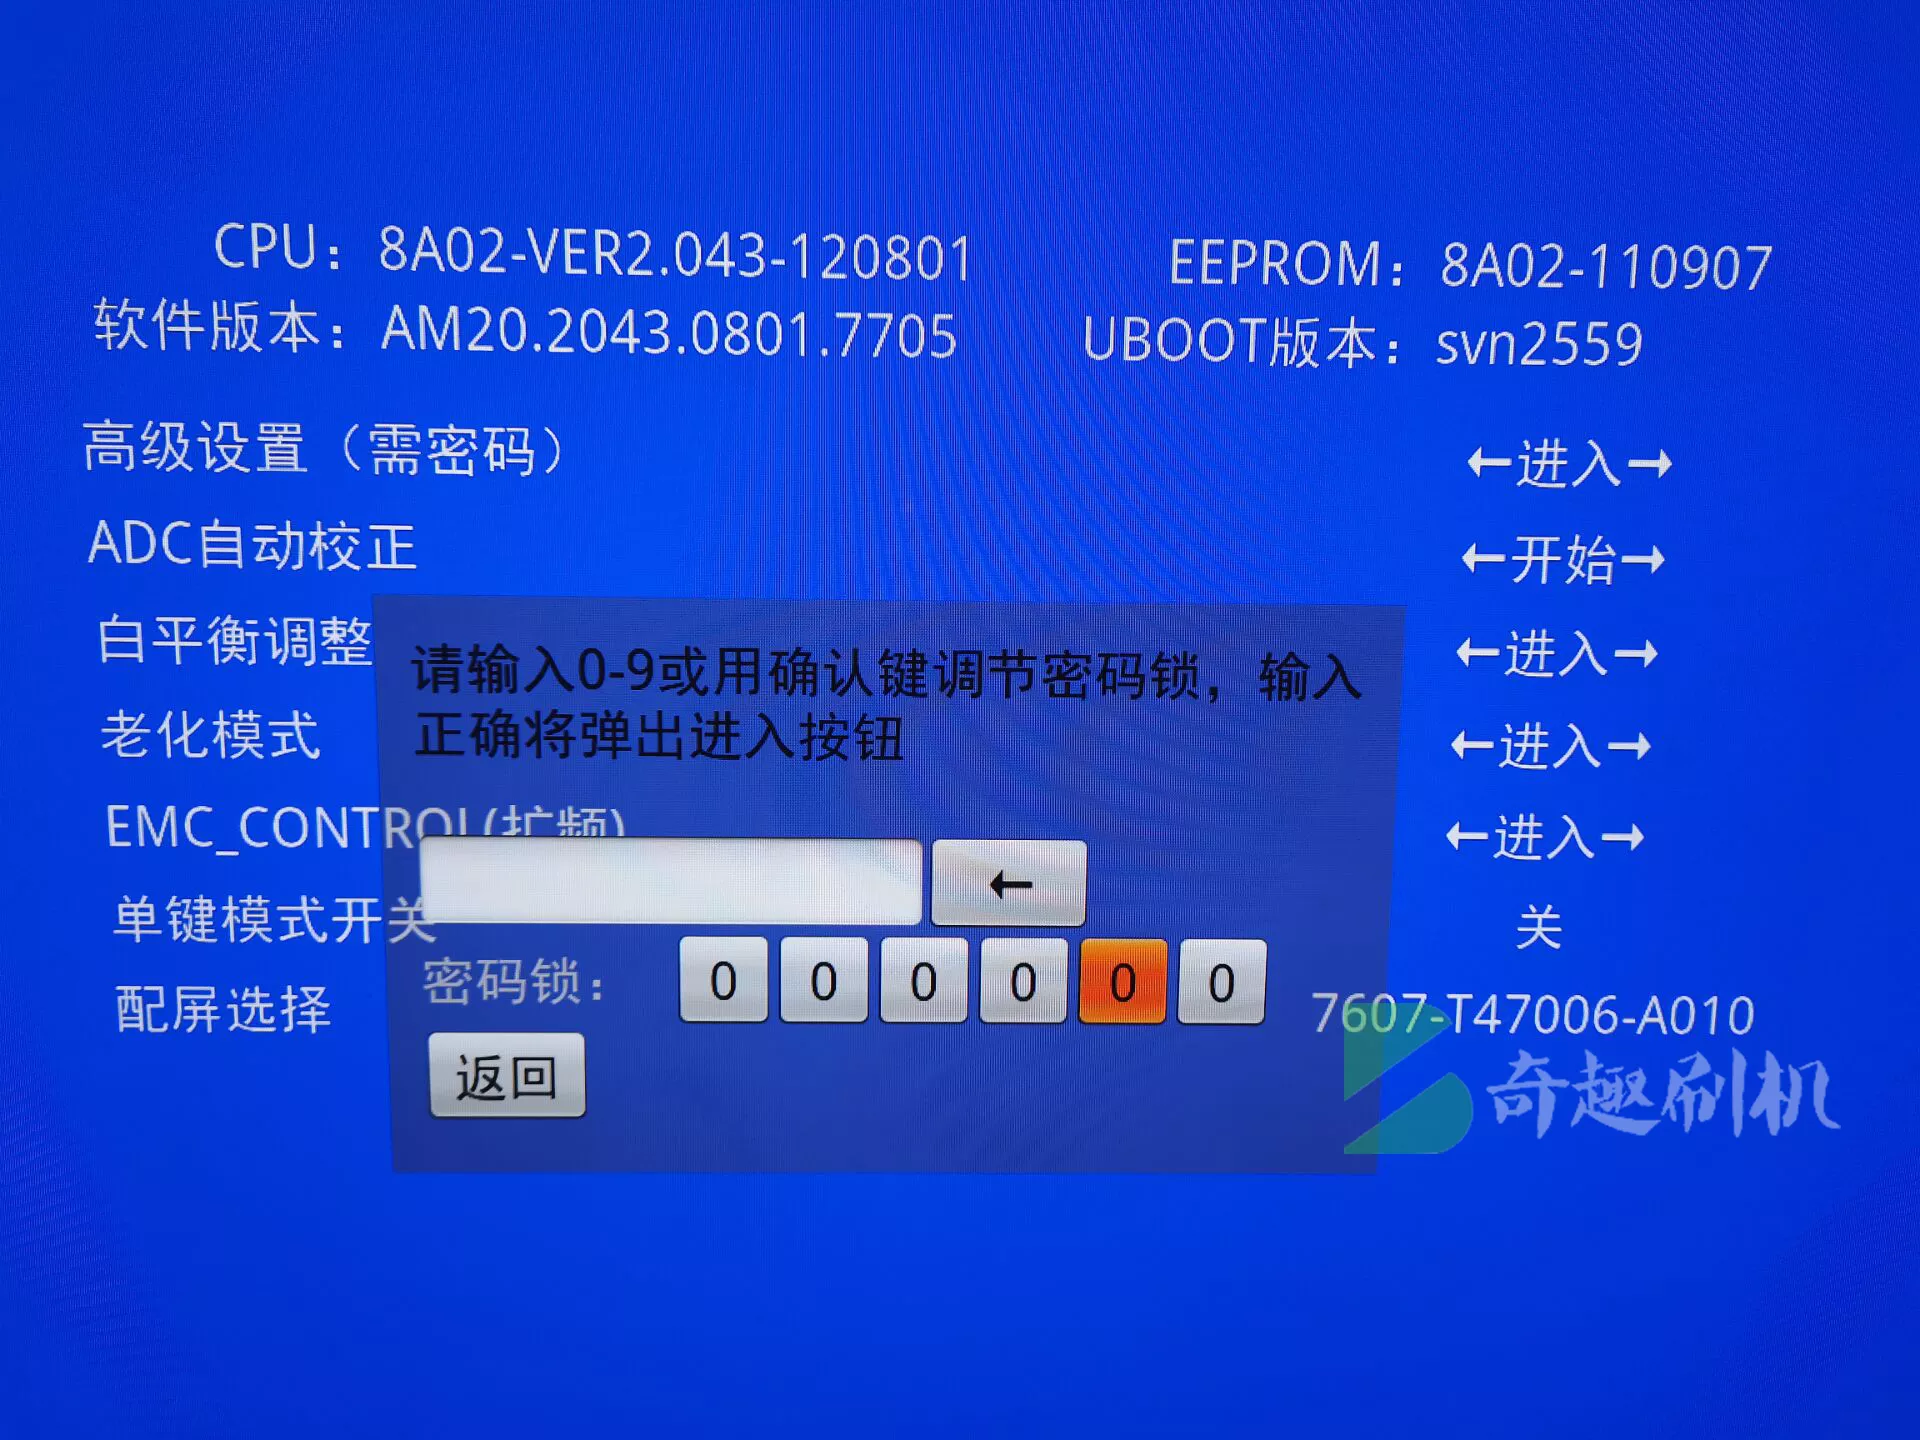 CPU：8A02-VER2.043-120801 EEPROM：8A02-110907
软件版本：AM20.2043.0801.7705 UBOOT版本：svn2559
高级设置（需密码） ←进入→
ADC自动校正 ←开始→
白平衡调整 ←进入→
老化模式 ←进入→
EMC_CONTROL(扩频) ←进入→
单键模式开关 关
配屏选择 7607-T47006-A010
请输入0-9或用确认键调节密码锁，输入
正确将弹出进入按钮
←
密码锁： 0 0 0 0 0 0
返回
奇趣刷机